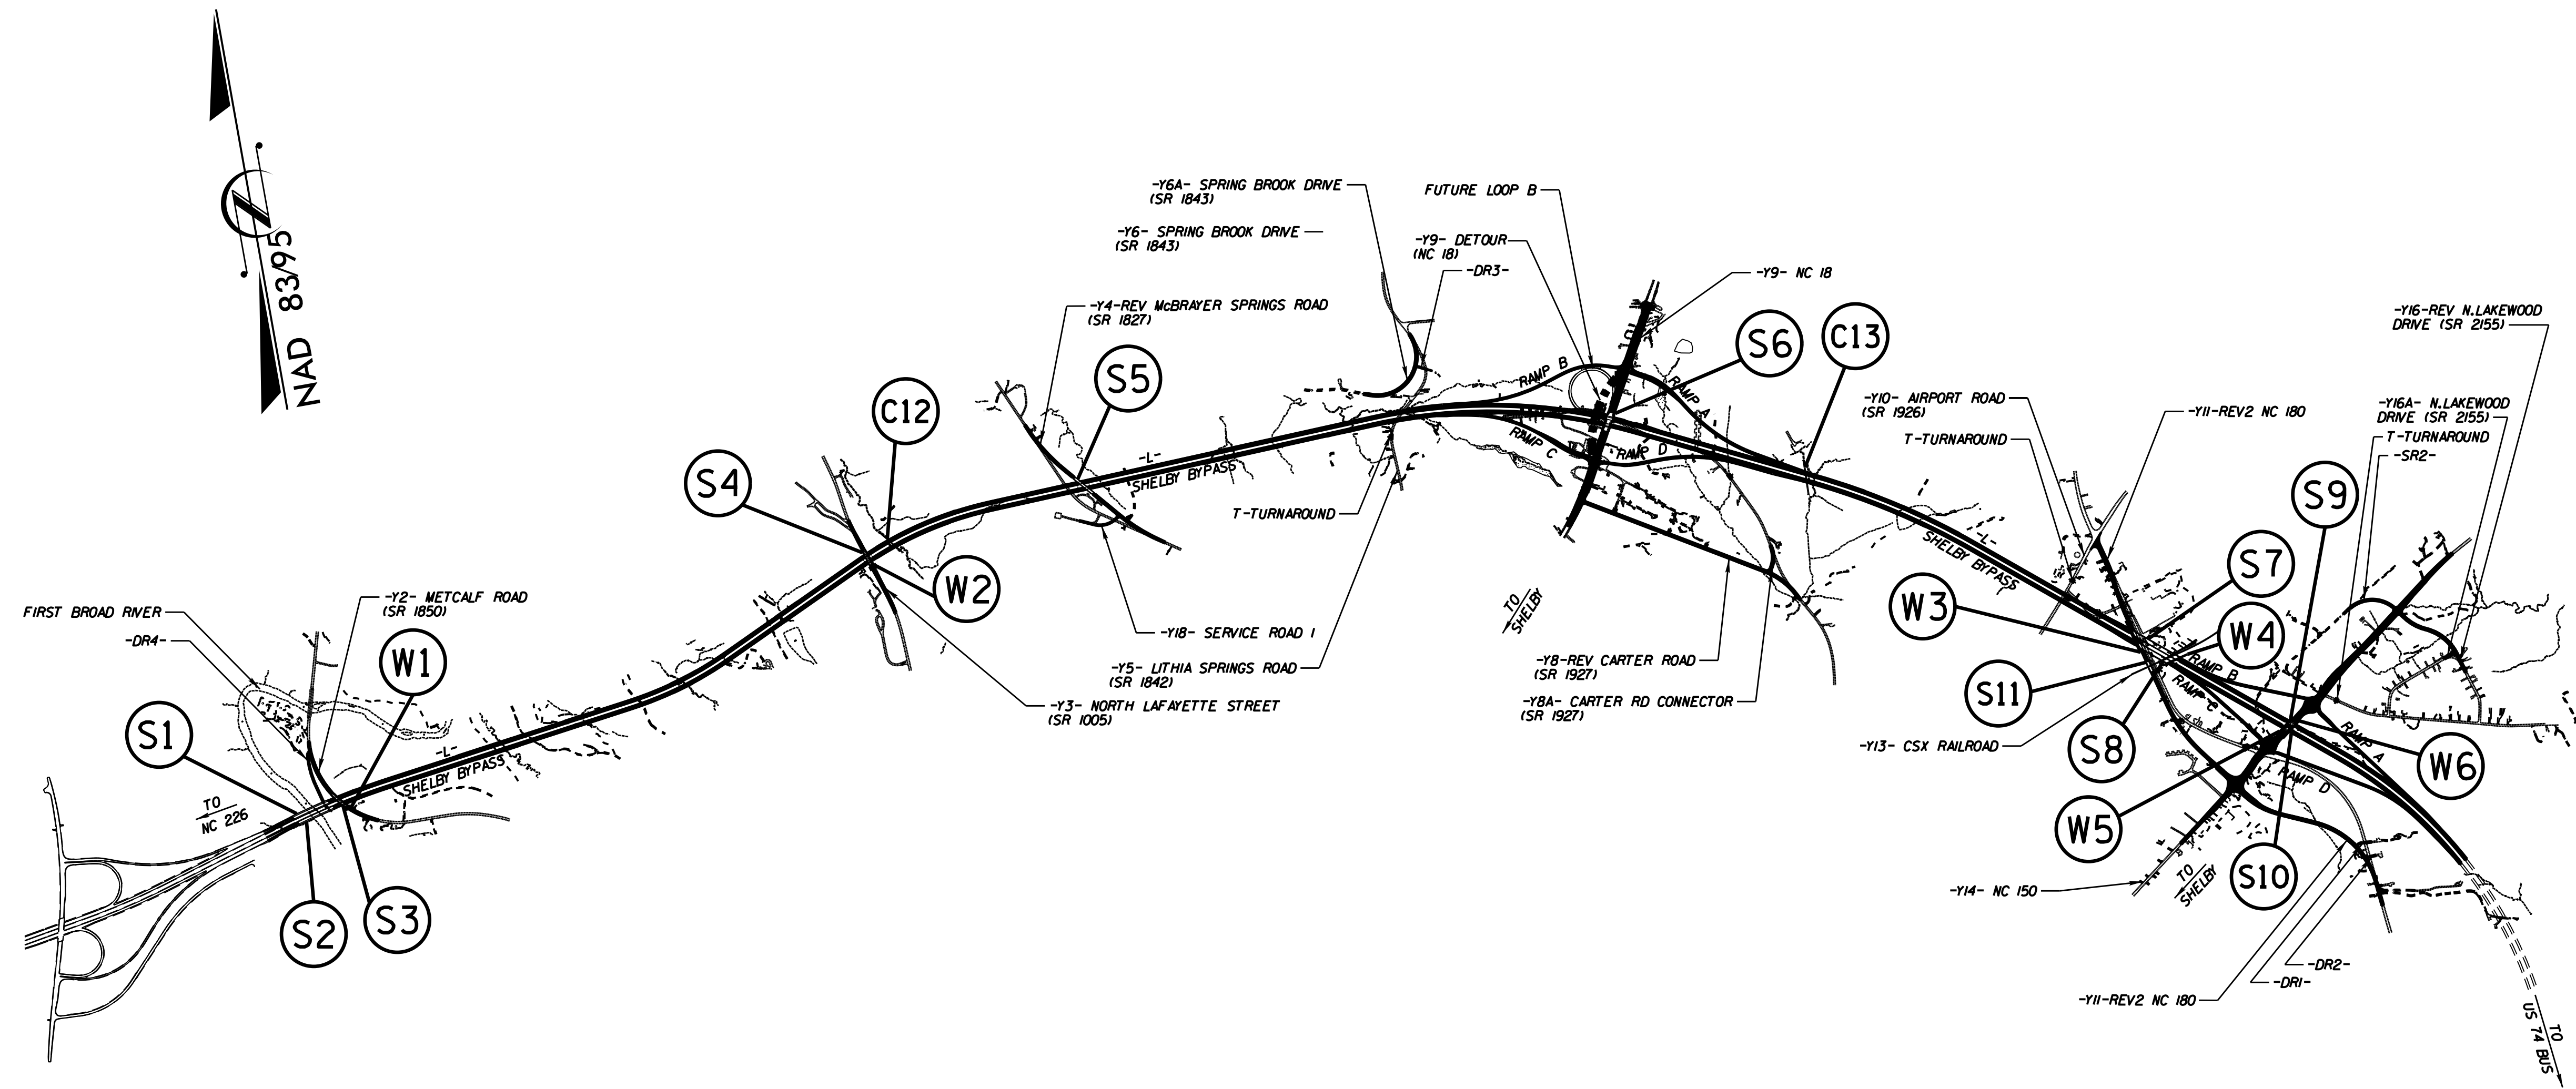 NAD 83/95
-Y6A- SPRING BROOK DRIVE
(SR 1843)
FUTURE LOOP B
-Y6- SPRING BROOK DRIVE
(SR 1843)
-Y9- DETOUR
(NC 18)
-DR3-
-Y9- NC 18
-Y4-REV McBRAYER SPRINGS ROAD
(SR 1827)
-Y16-REV N.LAKEWOOD
DRIVE (SR 2155)
S5
S6
C13
C12
RAMP B
RAMP A
-Y10- AIRPORT ROAD
(SR 1926)
T-TURNAROUND
-Y11-REV2 NC 180
-Y16A- N.LAKEWOOD
DRIVE (SR 2155)
T-TURNAROUND
-SR2-
S4
-L-
SHELBY BYPASS
RAMP C
RAMP D
T-TURNAROUND
S9
-L-
SHELBY BYPASS
S7
W2
W3
W4
TO
SHELBY
FIRST BROAD RIVER
-DR4-
-Y2- METCALF ROAD
(SR 1850)
W1
-Y18- SERVICE ROAD 1
-Y5- LITHIA SPRINGS ROAD
(SR 1842)
-Y3- NORTH LAFAYETTE STREET
(SR 1005)
-Y8-REV CARTER ROAD
(SR 1927)
-Y8A- CARTER RD CONNECTOR
(SR 1927)
S11
RAMP B
RAMP C
S1
-L-
SHELBY BYPASS
TO
NC 226
-Y13- CSX RAILROAD
S8
RAMP A
RAMP D
W6
W5
S2
S3
-Y14- NC 150
TO
SHELBY
S10
-DR2-
-DR1-
-Y11-REV2 NC 180
TO
US 74 BUS